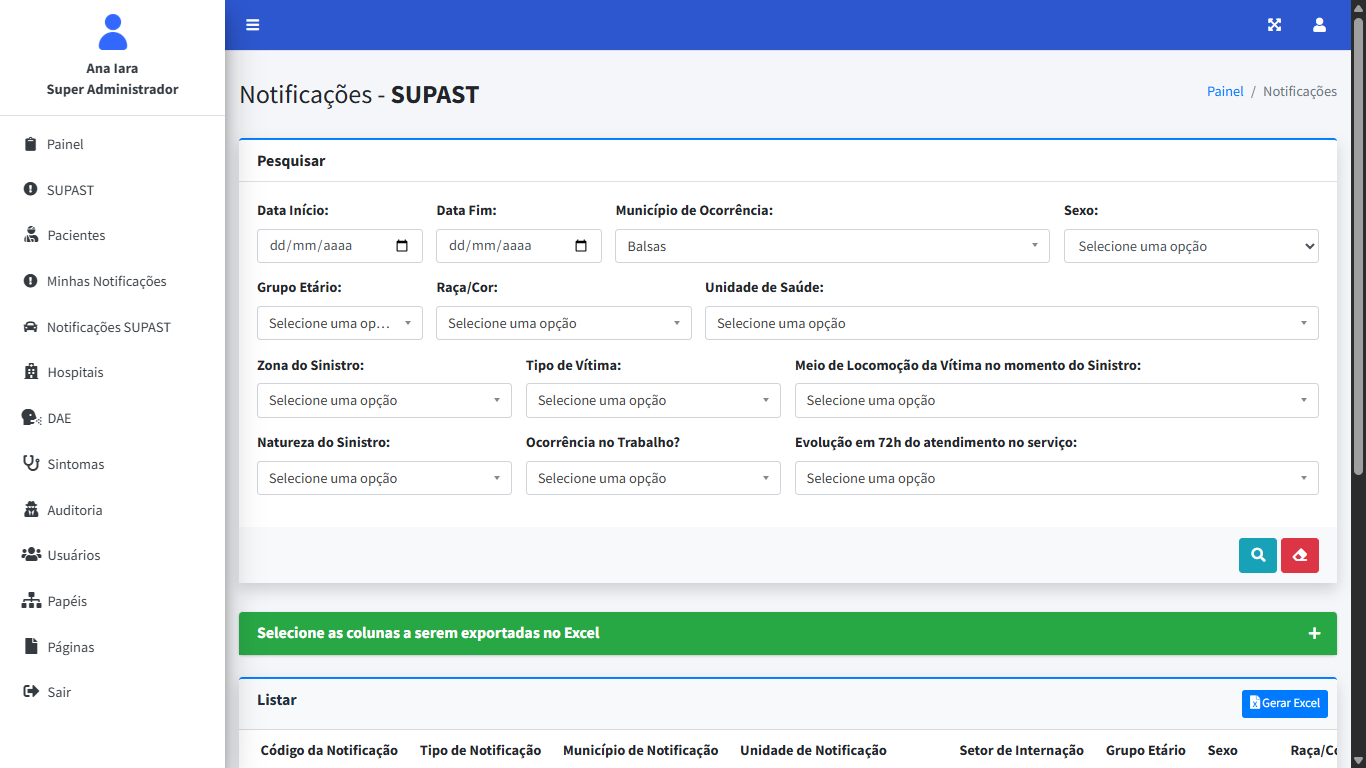 Ana Iara
Super Administrador
Painel
SUPAST
Pacientes
Minhas Notificações
Notificações SUPAST
Hospitais
DAE
Sintomas
Auditoria
Usuários
Papéis
Páginas
Sair
Notificações - SUPAST
Painel / Notificações
Pesquisar
Data Início: Data Fim: Município de Ocorrência: Sexo:
dd/mm/aaaa dd/mm/aaaa Balsas Selecione uma opção
Grupo Etário: Raça/Cor: Unidade de Saúde:
Selecione uma op... Selecione uma opção Selecione uma opção
Zona do Sinistro: Tipo de Vítima: Meio de Locomoção da Vítima no momento do Sinistro:
Selecione uma opção Selecione uma opção Selecione uma opção
Natureza do Sinistro: Ocorrência no Trabalho? Evolução em 72h do atendimento no serviço:
Selecione uma opção Selecione uma opção Selecione uma opção
Selecione as colunas a serem exportadas no Excel
Listar Gerar Excel
Código da Notificação Tipo de Notificação Município de Notificação Unidade de Notificação Setor de Internação Grupo Etário Sexo Raça/Co